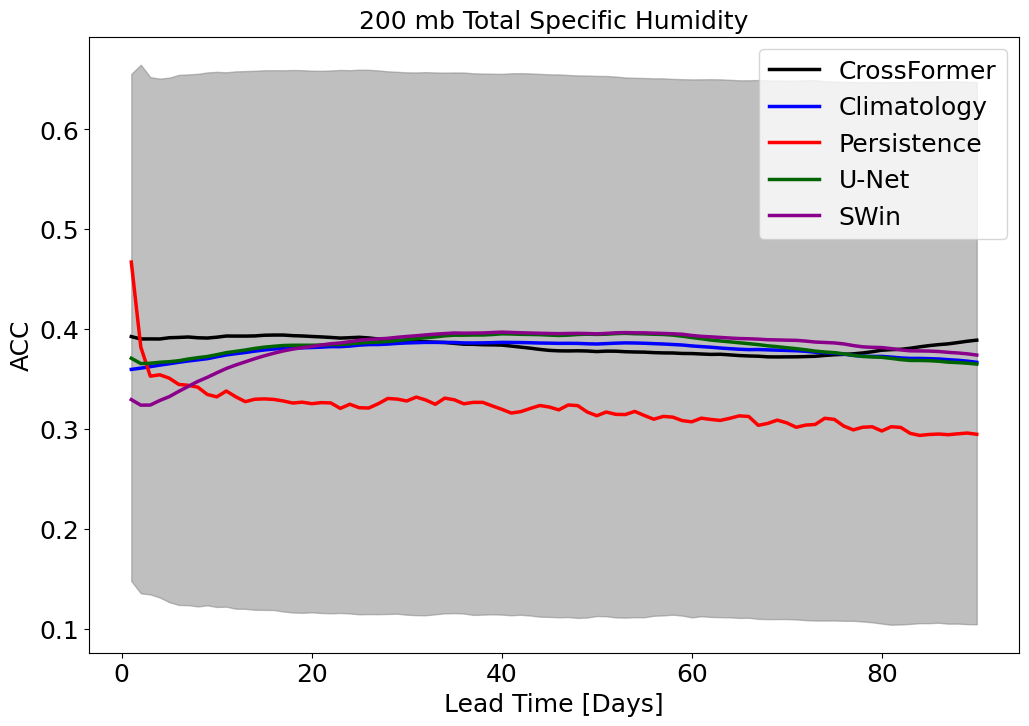 200 mb Total Specific Humidity
CrossFormer
Climatology
Persistence
U-Net
SWin
ACC
0.6
0.5
0.4
0.3
0.2
0.1
0
20
40
60
80
Lead Time [Days]